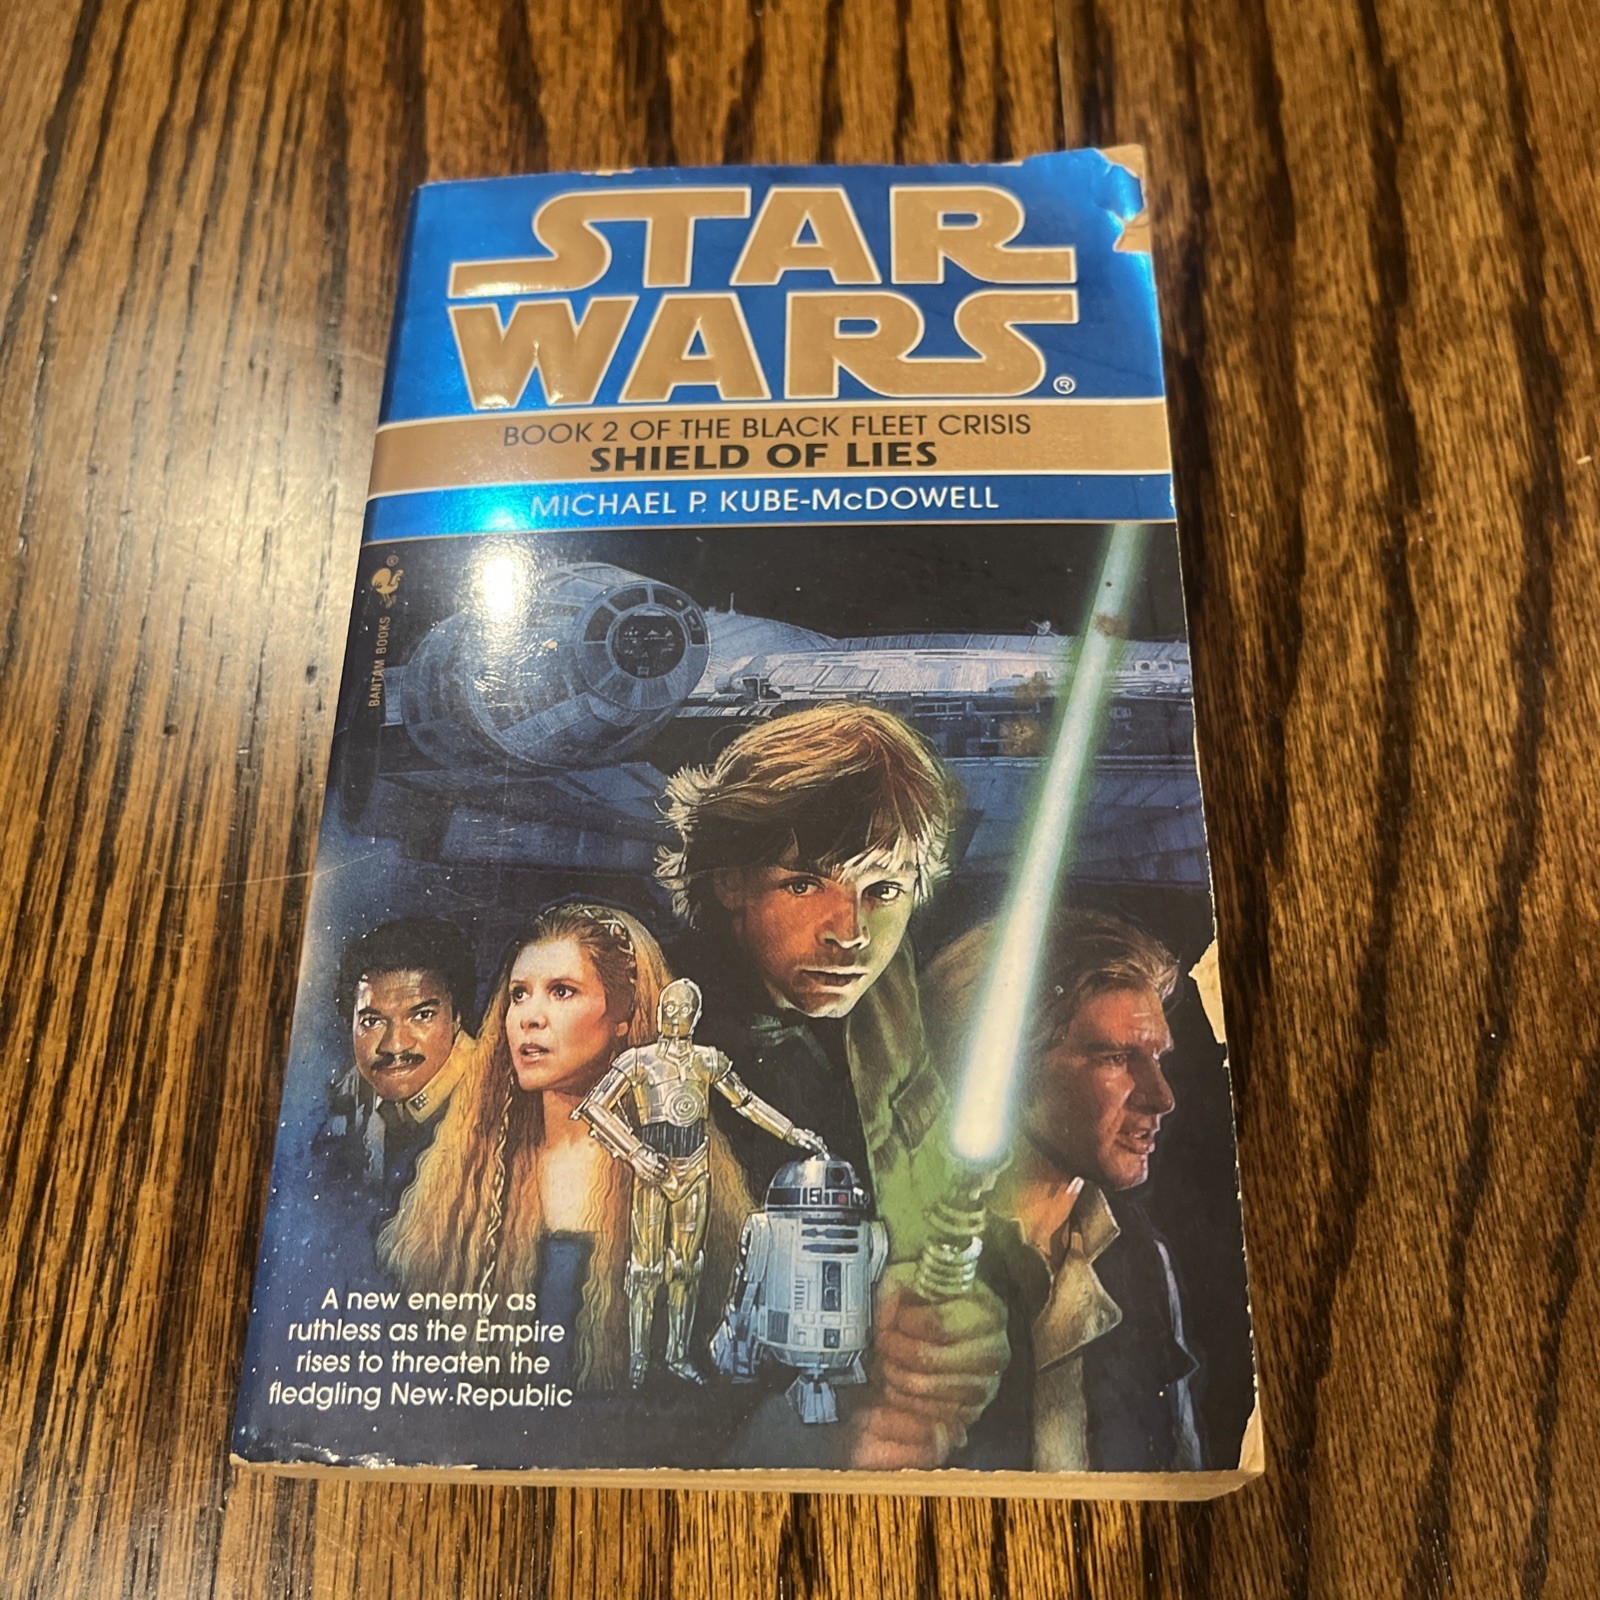 STAR
WARS®
BOOK 2 OF THE BLACK FLEET CRISIS
SHIELD OF LIES
MICHAEL P. KUBE-McDOWELL
®
BANTAM BOOKS
A new enemy as
ruthless as the Empire
rises to threaten the
fledgling New Republic